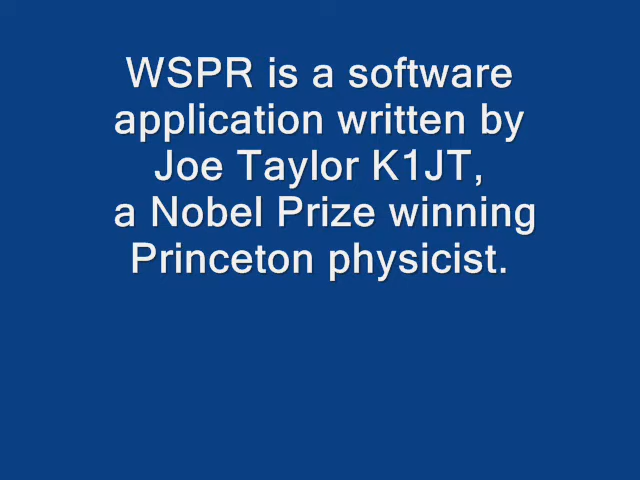 WSPR is a software
application written by
Joe Taylor K1JT,
a Nobel Prize winning
Princeton physicist.